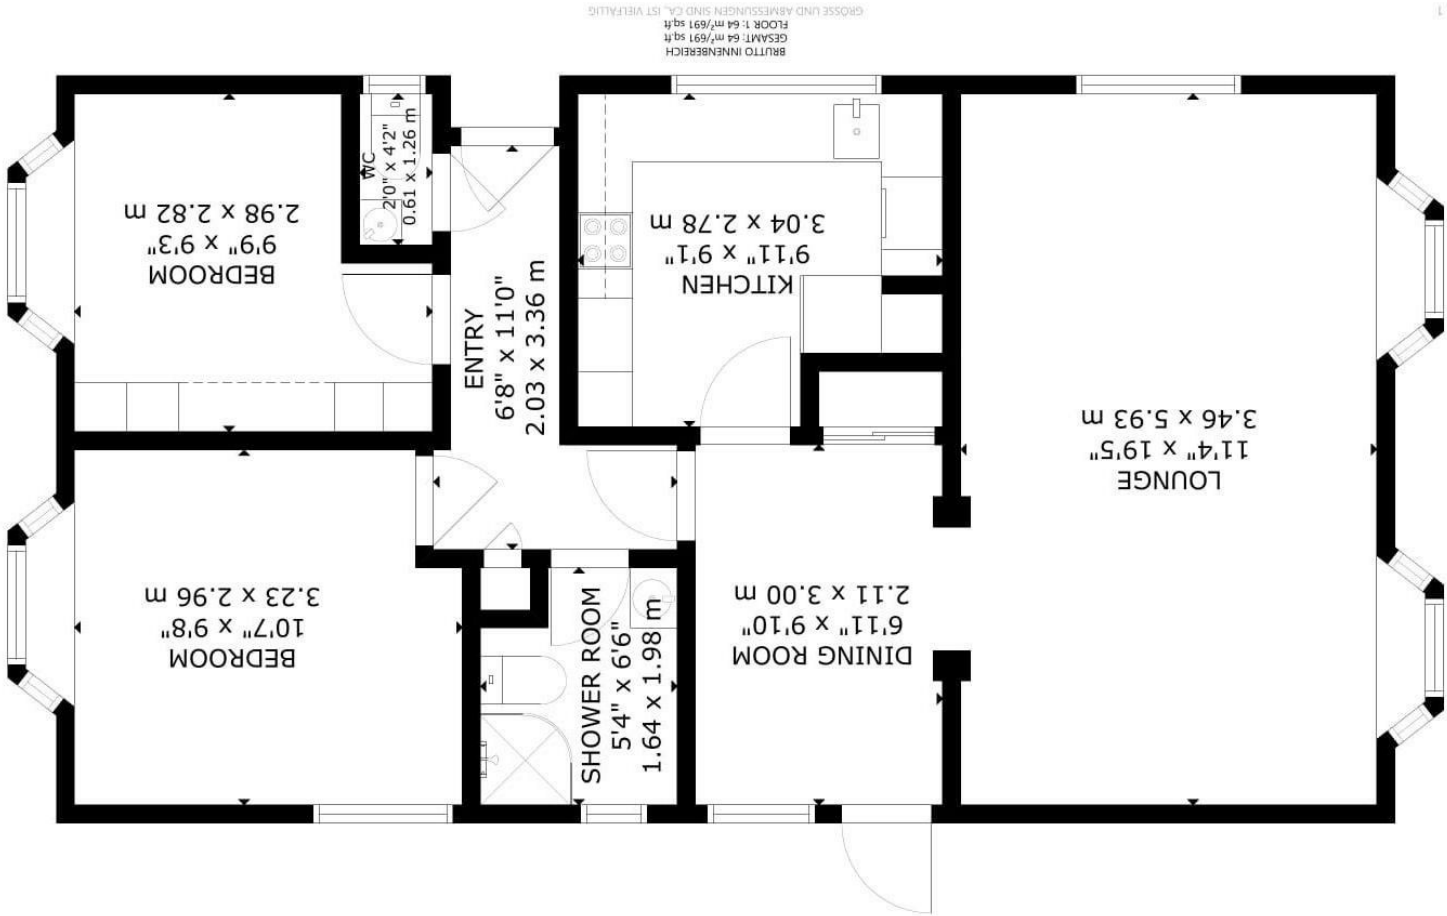 BRUTTO INNENBEREICH
GESAMT: 64 m²/691 sq.ft
FLOOR 1: 64 m²/691 sq.ft
GRÖSSE UND ABMESSUNGEN SIND CA., IST VIELFÄLLIG
1
WC
2'0" x 4'2"
0.61 x 1.26 m
BEDROOM
9'9" x 9'3"
2.98 x 2.82 m
ENTRY
6'8" x 11'0"
2.03 x 3.36 m
KITCHEN
9'11" x 9'1"
3.04 x 2.78 m
LOUNGE
11'4" x 19'5"
3.46 x 5.93 m
BEDROOM
10'7" x 9'8"
3.23 x 2.96 m
SHOWER ROOM
5'4" x 6'6"
1.64 x 1.98 m
DINING ROOM
6'11" x 9'10"
2.11 x 3.00 m